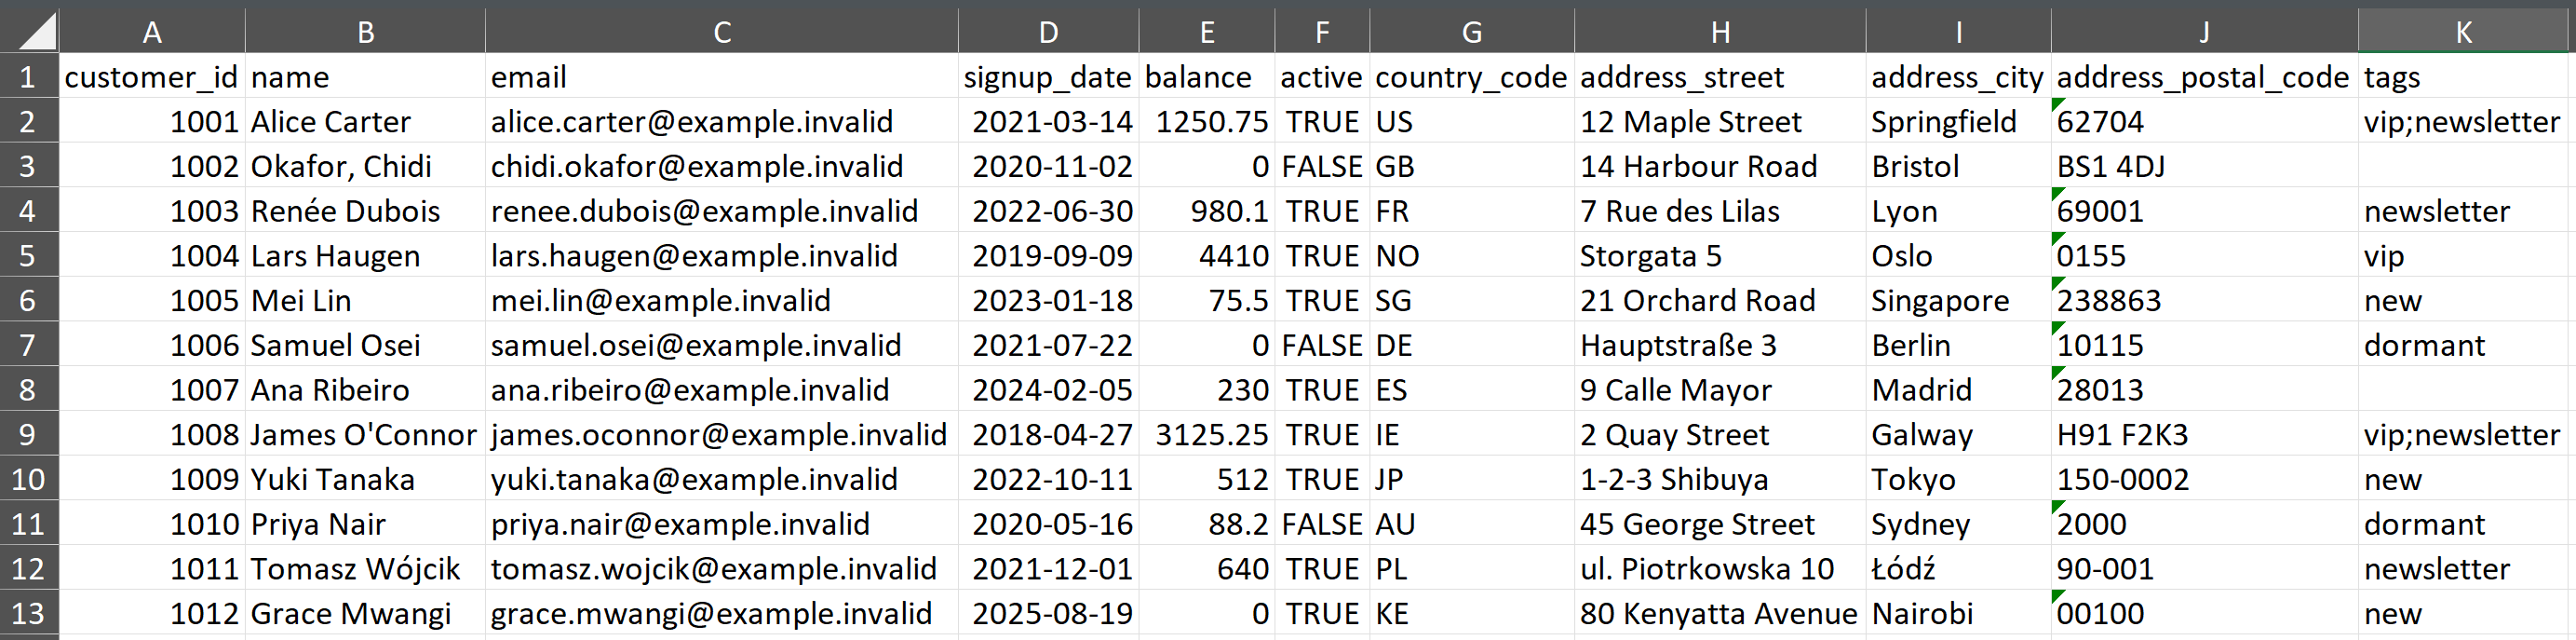 A B C D E F G H I J K
1 customer_id name email signup_date balance active country_code address_street address_city address_postal_code tags
2 1001 Alice Carter alice.carter@example.invalid 2021-03-14 1250.75 TRUE US 12 Maple Street Springfield 62704 vip;newsletter
3 1002 Okafor, Chidi chidi.okafor@example.invalid 2020-11-02 0 FALSE GB 14 Harbour Road Bristol BS1 4DJ
4 1003 Renée Dubois renee.dubois@example.invalid 2022-06-30 980.1 TRUE FR 7 Rue des Lilas Lyon 69001 newsletter
5 1004 Lars Haugen lars.haugen@example.invalid 2019-09-09 4410 TRUE NO Storgata 5 Oslo 0155 vip
6 1005 Mei Lin mei.lin@example.invalid 2023-01-18 75.5 TRUE SG 21 Orchard Road Singapore 238863 new
7 1006 Samuel Osei samuel.osei@example.invalid 2021-07-22 0 FALSE DE Hauptstraße 3 Berlin 10115 dormant
8 1007 Ana Ribeiro ana.ribeiro@example.invalid 2024-02-05 230 TRUE ES 9 Calle Mayor Madrid 28013
9 1008 James O'Connor james.oconnor@example.invalid 2018-04-27 3125.25 TRUE IE 2 Quay Street Galway H91 F2K3 vip;newsletter
10 1009 Yuki Tanaka yuki.tanaka@example.invalid 2022-10-11 512 TRUE JP 1-2-3 Shibuya Tokyo 150-0002 new
11 1010 Priya Nair priya.nair@example.invalid 2020-05-16 88.2 FALSE AU 45 George Street Sydney 2000 dormant
12 1011 Tomasz Wójcik tomasz.wojcik@example.invalid 2021-12-01 640 TRUE PL ul. Piotrkowska 10 Łódź 90-001 newsletter
13 1012 Grace Mwangi grace.mwangi@example.invalid 2025-08-19 0 TRUE KE 80 Kenyatta Avenue Nairobi 00100 new